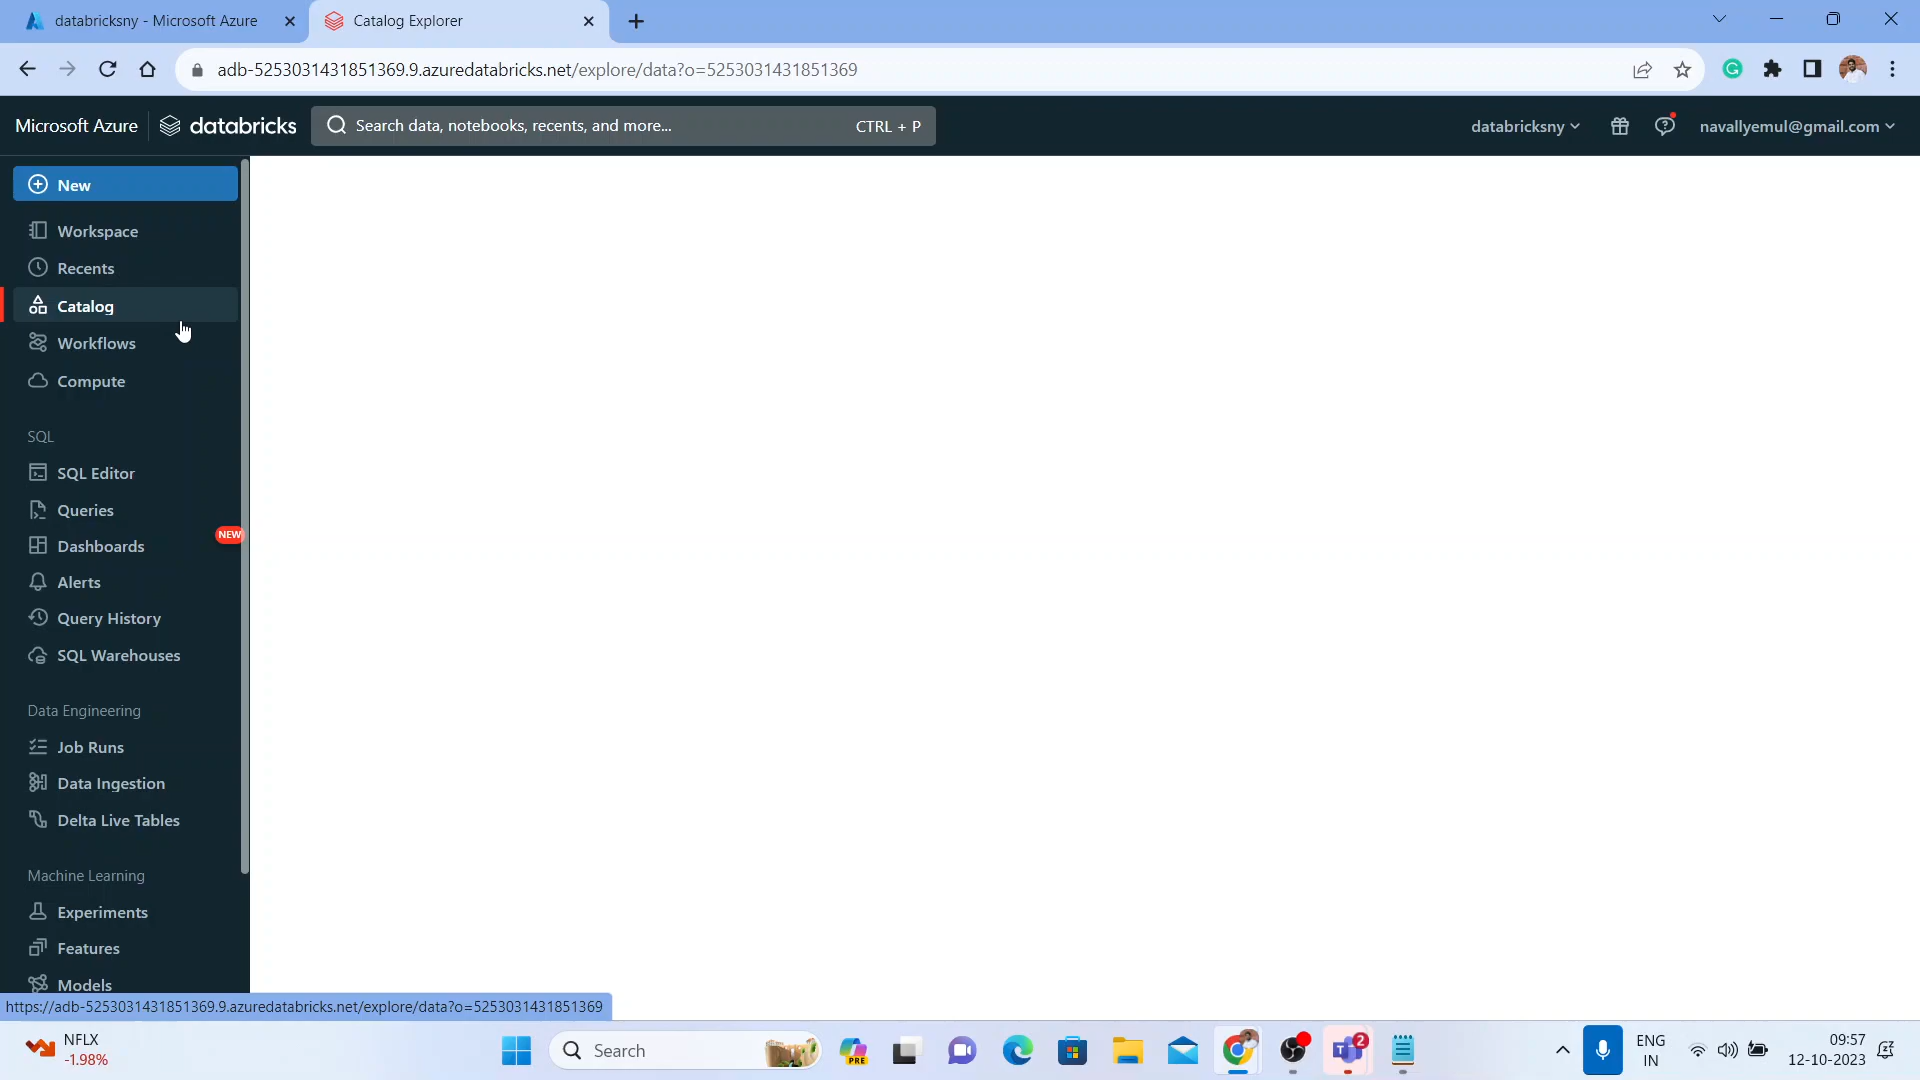 databricksny - Microsoft Azure
Catalog Explorer
adb-5253031431851369.9.azuredatabricks.net/explore/data?o=5253031431851369
Microsoft Azure
databricks
Search data, notebooks, recents, and more...
CTRL + P
databricksny
navallyemul@gmail.com
New
Workspace
Recents
Catalog
Workflows
Compute
SQL
SQL Editor
Queries
NEW
Dashboards
Alerts
Query History
SQL Warehouses
Data Engineering
Job Runs
Data Ingestion
Delta Live Tables
Machine Learning
Experiments
Features
Models
https://adb-5253031431851369.9.azuredatabricks.net/explore/data?o=5253031431851369
NFLX
-1.98%
Search
PRE
2
ENG
IN
09:57
12-10-2023